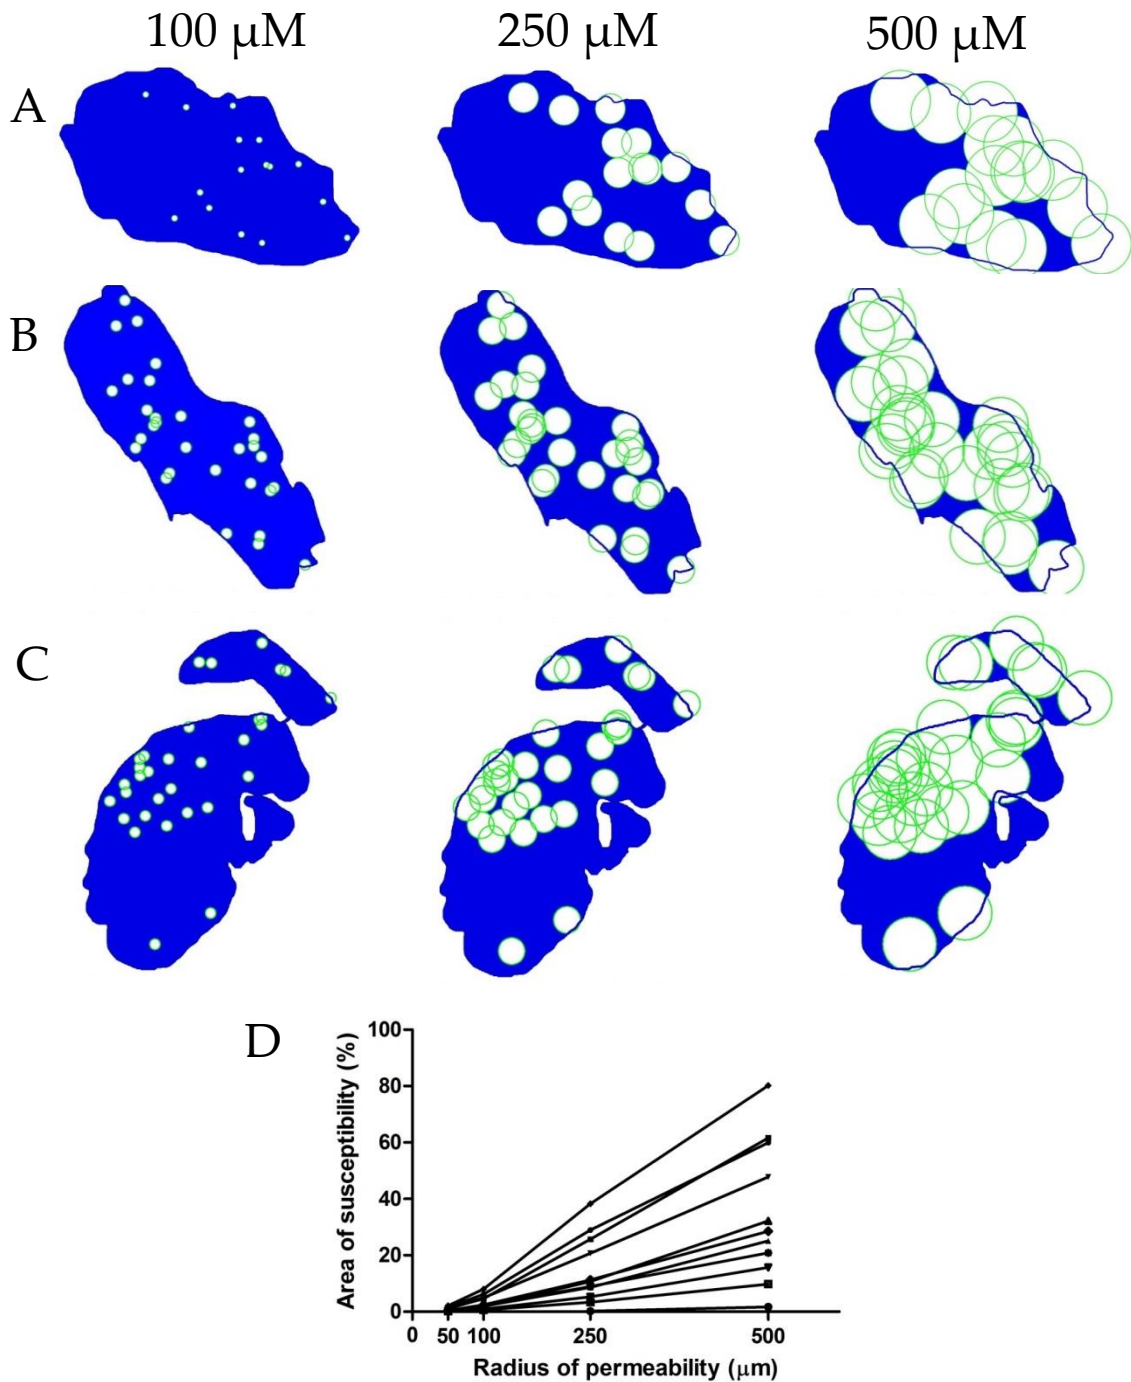 100 μM 250 μM 500 μM
A
B
C
D
Area of susceptibility (%)
100
80
60
40
20
0
0 50 100 250 500
Radius of permeability (μm)